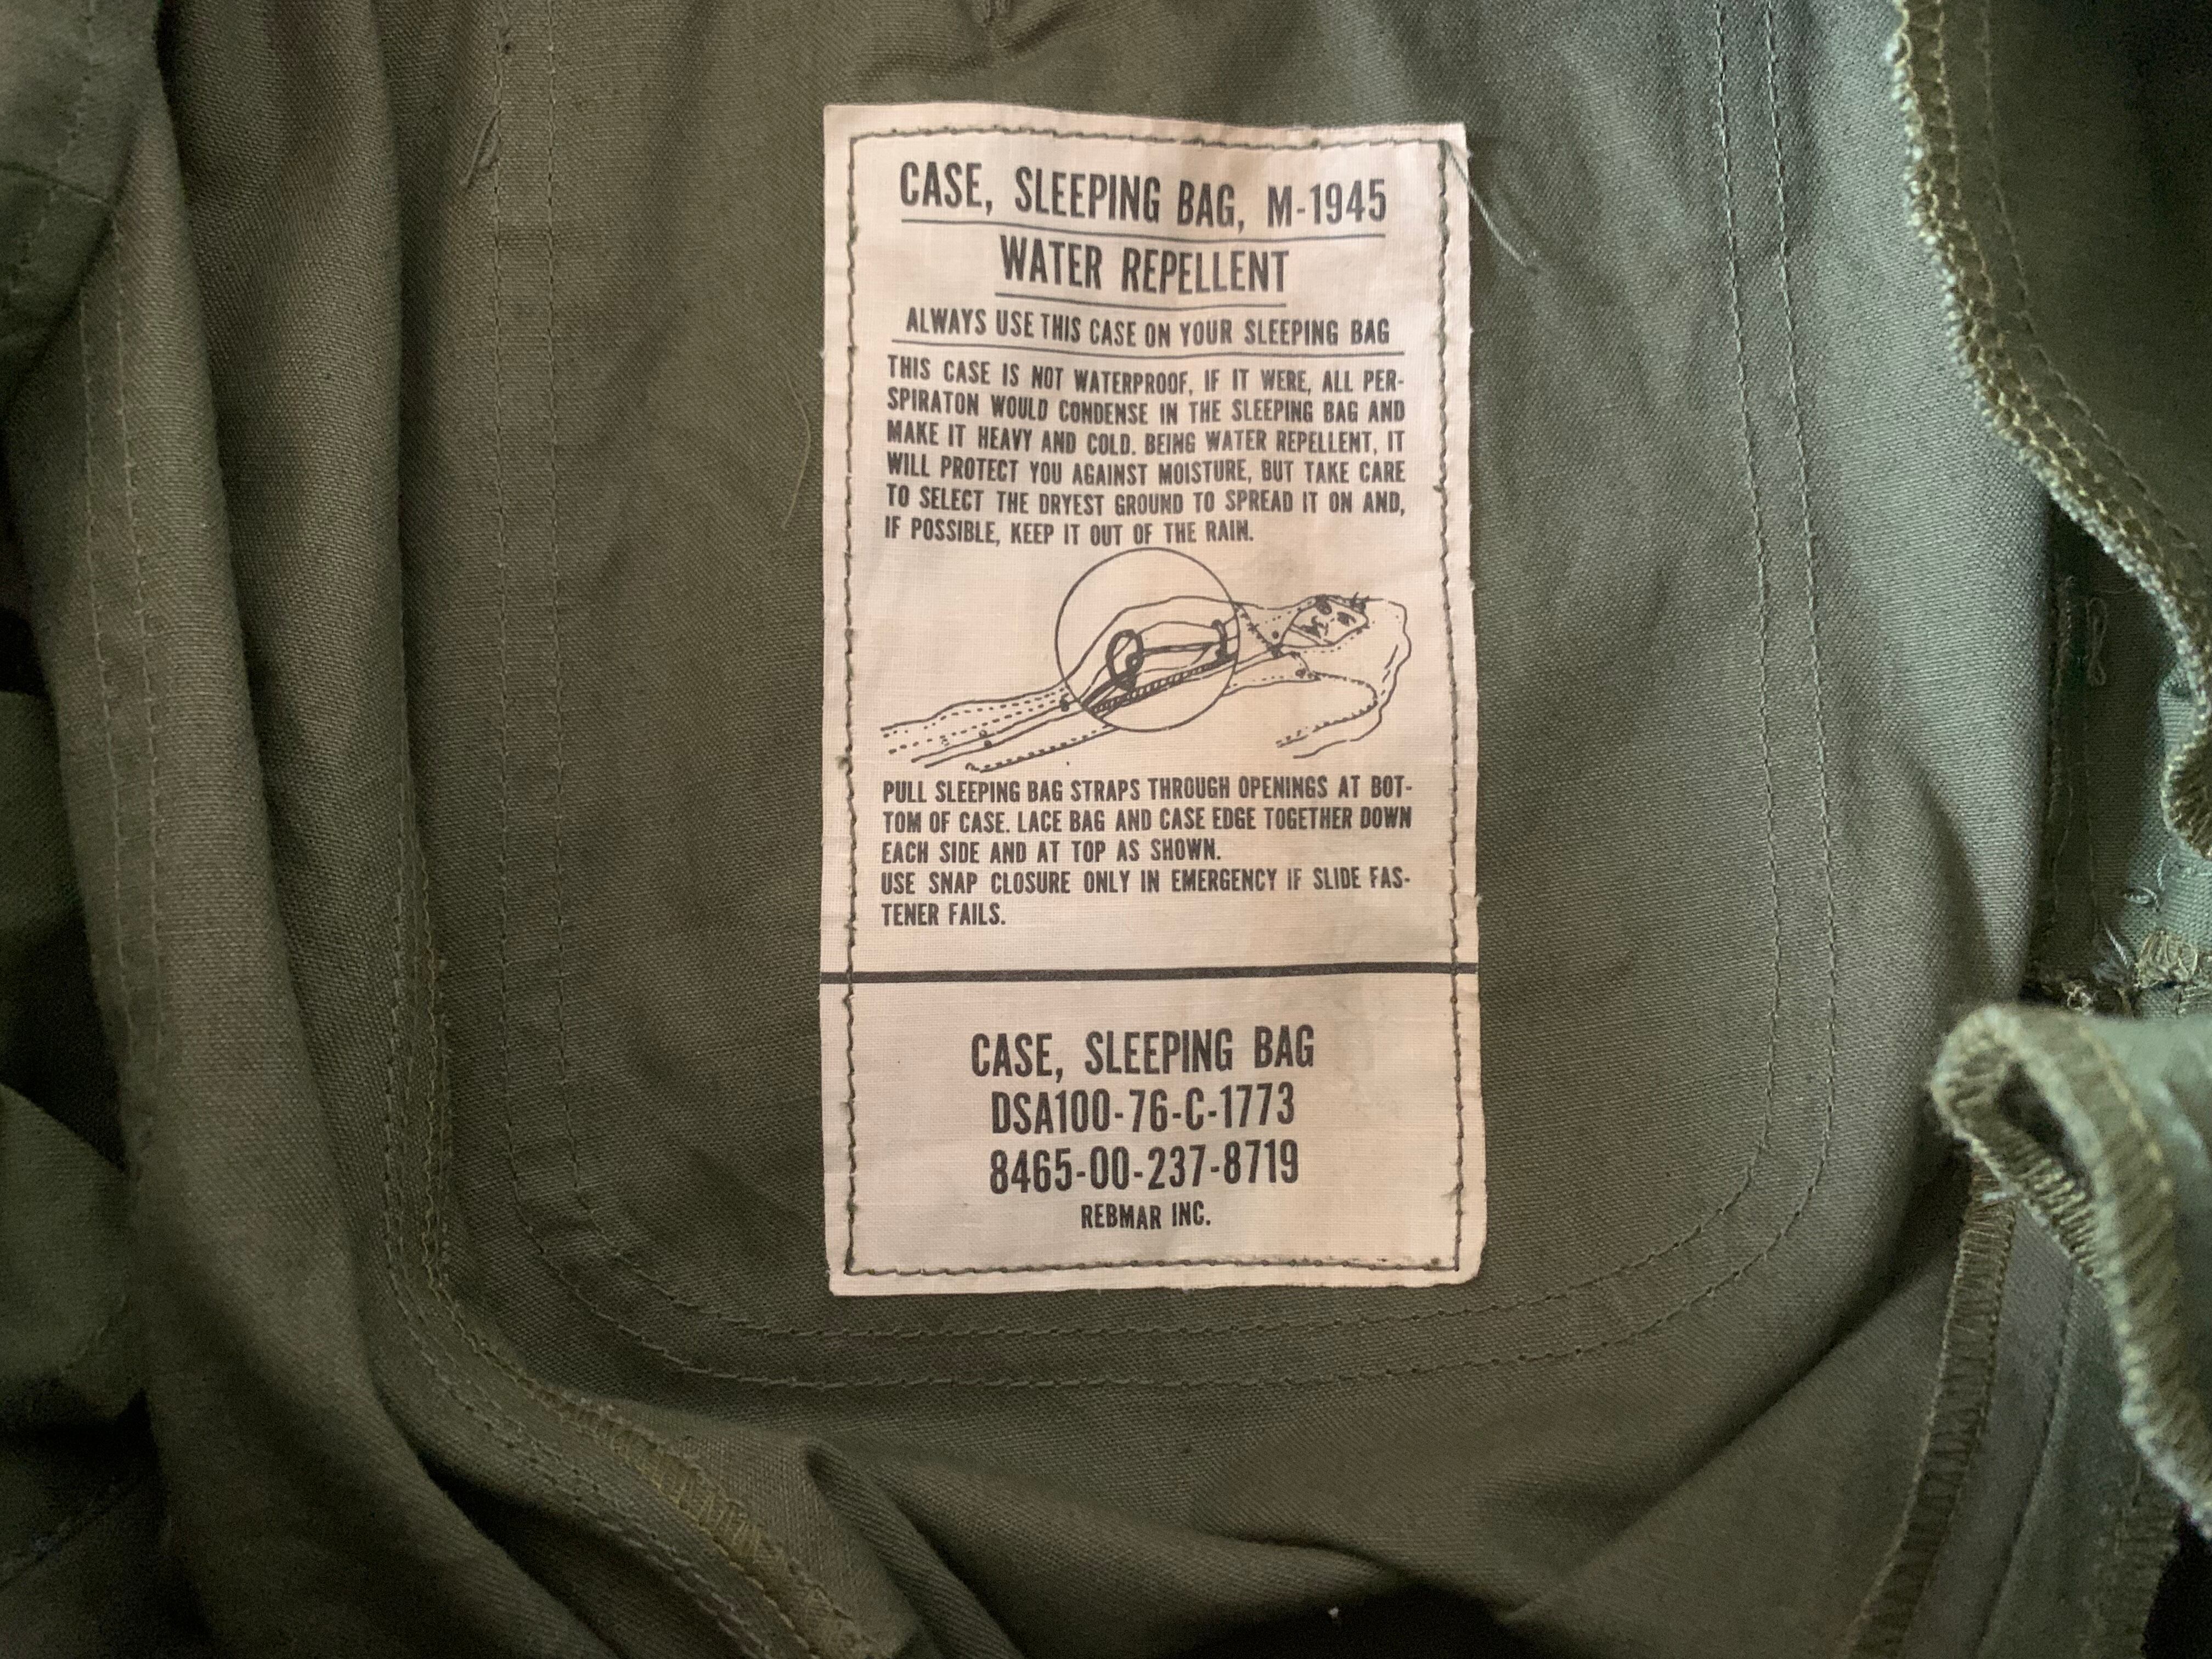 CASE, SLEEPING BAG, M-1945
WATER REPELLENT
ALWAYS USE THIS CASE ON YOUR SLEEPING BAG
THIS CASE IS NOT WATERPROOF, IF IT WERE, ALL PER-
SPIRATON WOULD CONDENSE IN THE SLEEPING BAG AND
MAKE IT HEAVY AND COLD. BEING WATER REPELLENT, IT
WILL PROTECT YOU AGAINST MOISTURE, BUT TAKE CARE
TO SELECT THE DRYEST GROUND TO SPREAD IT ON AND,
IF POSSIBLE, KEEP IT OUT OF THE RAIN.
PULL SLEEPING BAG STRAPS THROUGH OPENINGS AT BOT-
TOM OF CASE. LACE BAG AND CASE EDGE TOGETHER DOWN
EACH SIDE AND AT TOP AS SHOWN.
USE SNAP CLOSURE ONLY IN EMERGENCY IF SLIDE FAS-
TENER FAILS.
CASE, SLEEPING BAG
DSA100-76-C-1773
8465-00-237-8719
REBMAR INC.